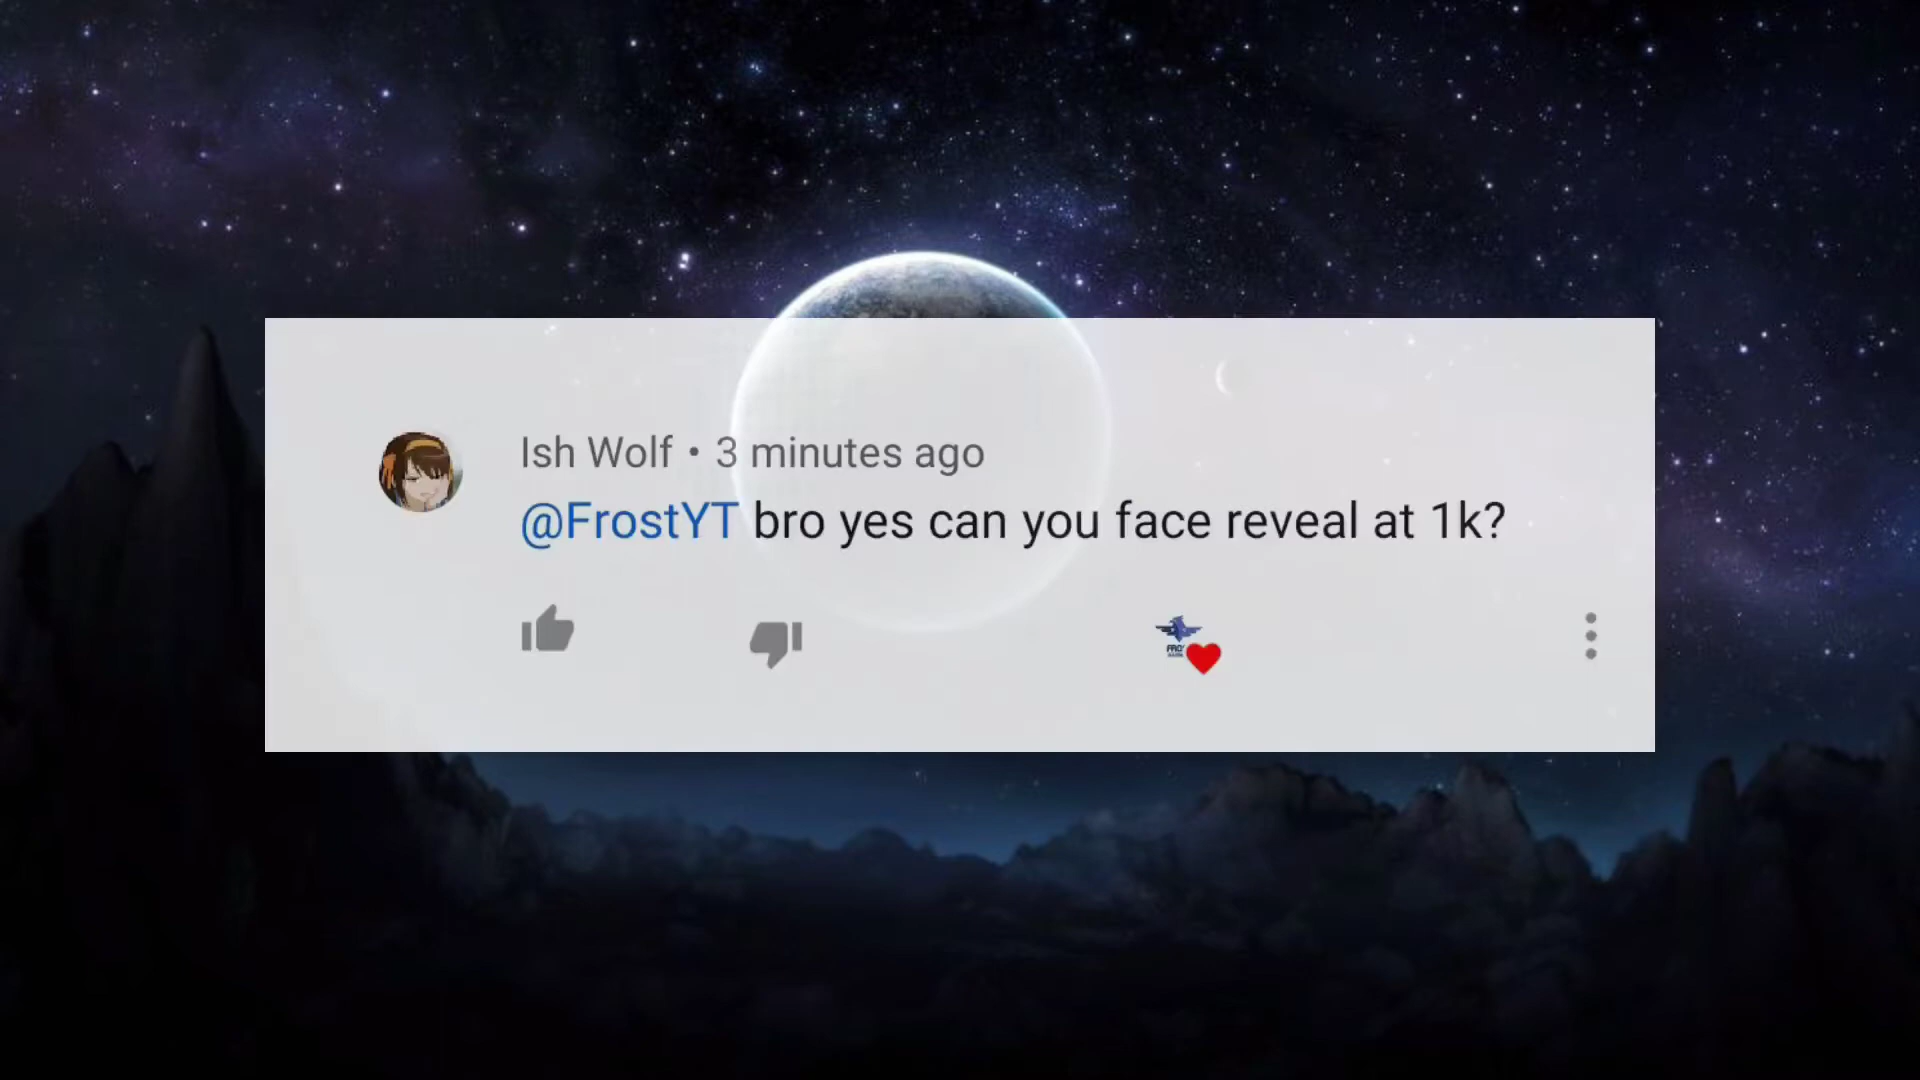 Ish Wolf • 3 minutes ago
@FrostYT bro yes can you face reveal at 1k?